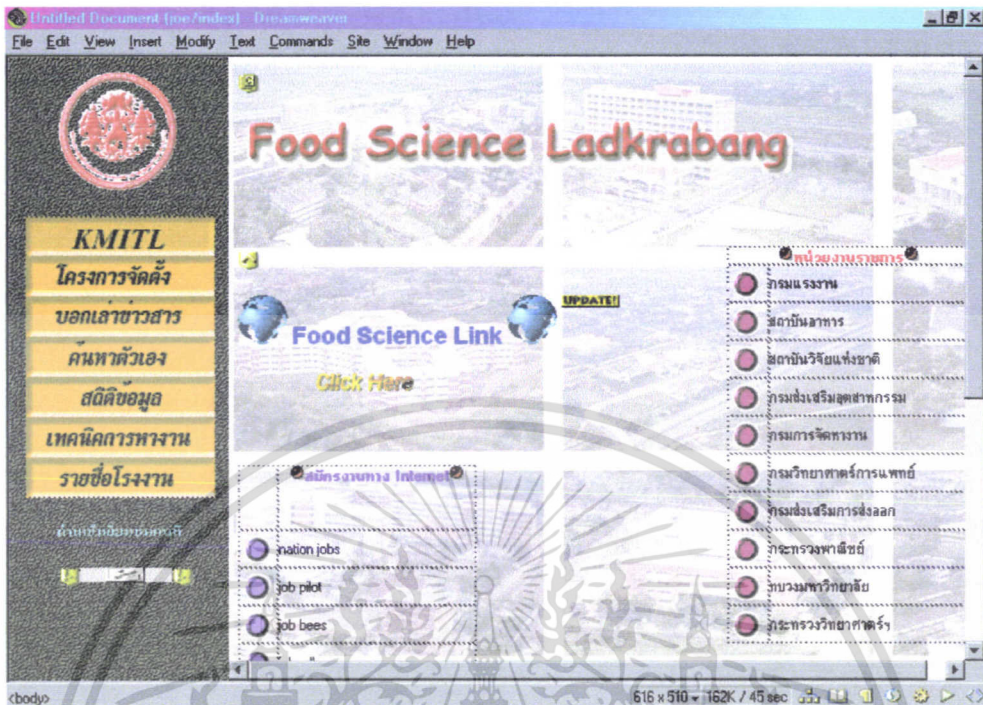 Untitled Document (joe/index) - Dreamweaver
File Edit View Insert Modify Text Commands Site Window Help
Food Science Ladkrabang
KMITL
โครงการจัดตั้ง
บอกเล่าข่าวสาร
ค้นหาตัวเอง
สถิติข้อมูล
เทคนิคการหางาน
รายชื่อโรงงาน
Food Science Link
Click Here
UPDATE!
สมัครงานทาง Internet
nation jobs
job pilot
job bees
หน่วยงานราชการ
กรมแรงงาน
สถาบันอาหาร
สถาบันวิจัยแห่งชาติ
กรมส่งเสริมอุตสาหกรรม
กรมการจัดหางาน
กรมวิทยาศาตร์การแพทย์
กรมส่งเสริมการส่งออก
กระทรวงพาณิชย์
ทบวงมหาวิทยาลัย
กระทรวงวิทยาศาตร์ฯ
<body>
616 x 510 162K / 45 sec